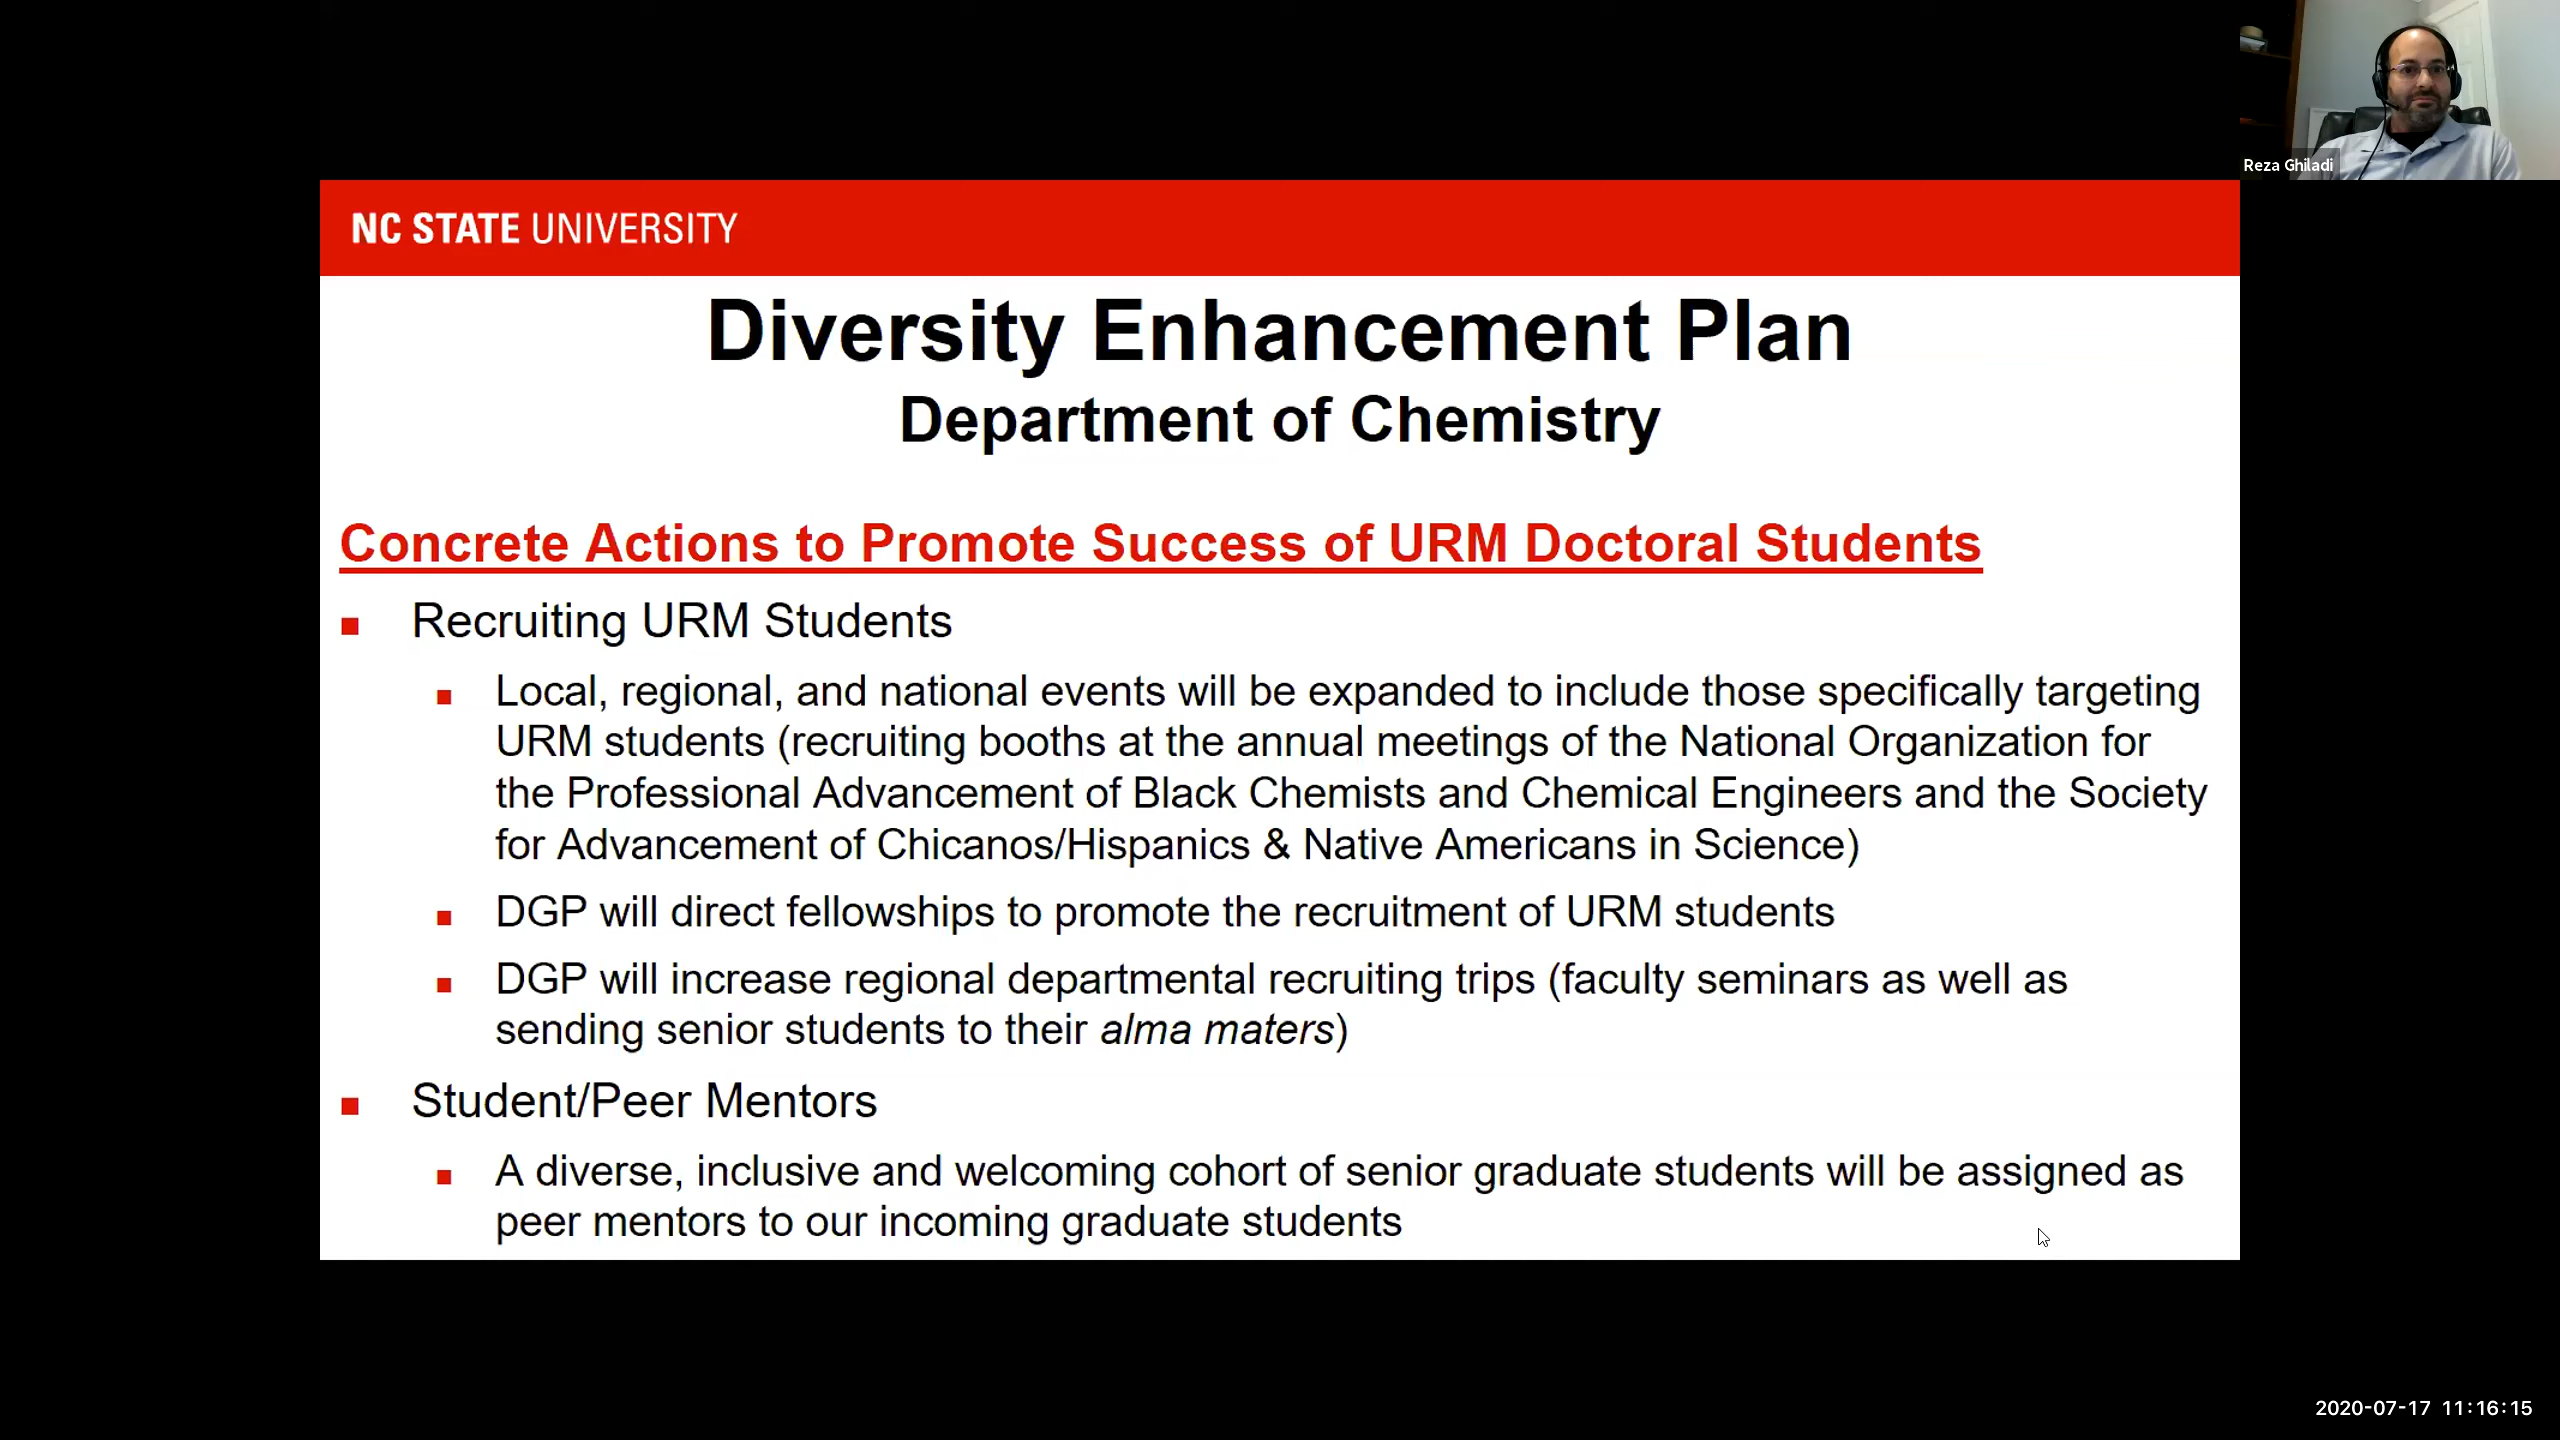 Reza Ghiladi
NC STATE UNIVERSITY
Diversity Enhancement Plan
Department of Chemistry
Concrete Actions to Promote Success of URM Doctoral Students
Recruiting URM Students
Local, regional, and national events will be expanded to include those specifically targeting
URM students (recruiting booths at the annual meetings of the National Organization for
the Professional Advancement of Black Chemists and Chemical Engineers and the Society
for Advancement of Chicanos/Hispanics & Native Americans in Science)
DGP will direct fellowships to promote the recruitment of URM students
DGP will increase regional departmental recruiting trips (faculty seminars as well as
sending senior students to their alma maters)
Student/Peer Mentors
A diverse, inclusive and welcoming cohort of senior graduate students will be assigned as
peer mentors to our incoming graduate students
2020-07-17 11:16:15